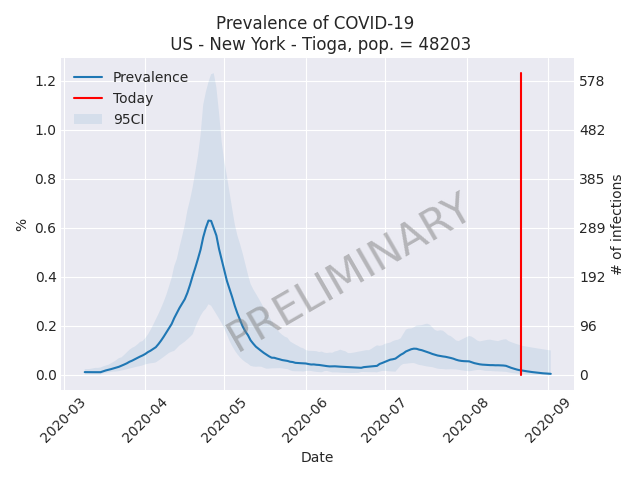 Prevalence of COVID-19
US - New York - Tioga, pop. = 48203
Prevalence
Today
95CI
PRELIMINARY
%
1.2
1.0
0.8
0.6
0.4
0.2
0.0
# of infections
578
482
385
289
192
96
0
2020-03
2020-04
2020-05
2020-06
2020-07
2020-08
2020-09
Date